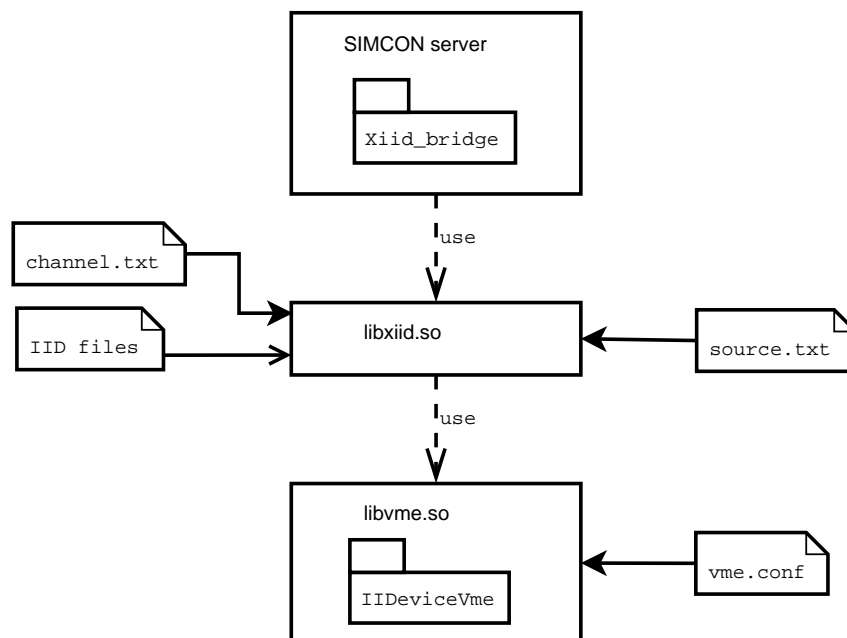 SIMCON server
Xiid_bridge
use
channel.txt
libxiid.so
IID files
source.txt
use
libvme.so
vme.conf
IIDeviceVme